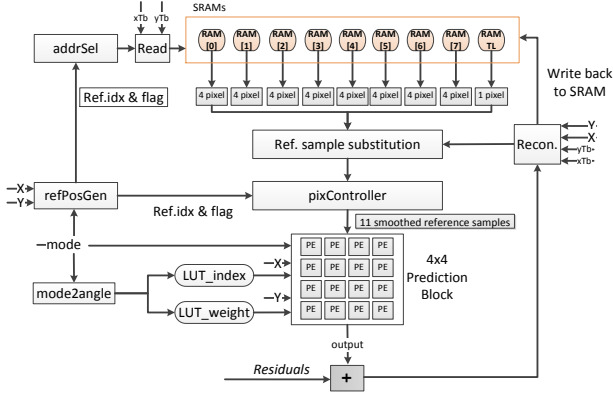 xTb yTb SRAMs
addrSel Read RAM [0] RAM [1] RAM [2] RAM [3] RAM [4] RAM [5] RAM [6] RAM [7] RAM TL
4 pixel 4 pixel 4 pixel 4 pixel 4 pixel 4 pixel 4 pixel 4 pixel 1 pixel
Write back
to SRAM
Ref.idx & flag
Ref. sample substitution
Recon.
Y
X
yTb
xTb
X
Y
refPosGen
Ref.idx & flag
pixController
11 smoothed reference samples
mode
mode2angle
LUT_index
LUT_weight
X
Y
PE PE PE PE
PE PE PE PE
PE PE PE PE
PE PE PE PE
4x4
Prediction
Block
output
Residuals
+